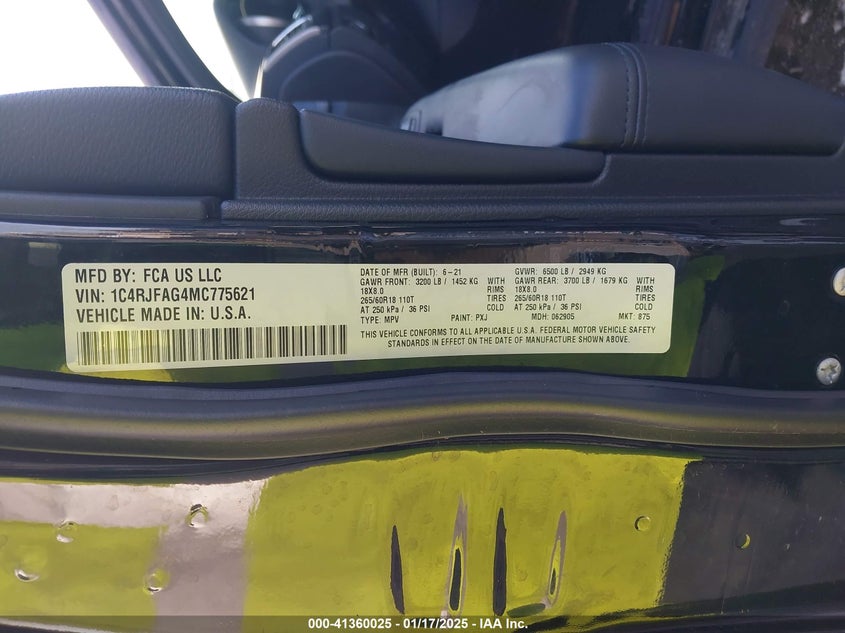 MFD BY: FCA US LLC
VIN: 1C4RJFAG4MC775621
VEHICLE MADE IN: U.S.A.
DATE OF MFR (BUILT): 6-21 GVWR: 6500 LB / 2949 KG
GAWR FRONT: 3200 LB / 1452 KG WITH GAWR REAR: 3700 LB / 1679 KG WITH
18X8.0 RIMS 18X8.0 RIMS
265/60R18 110T TIRES 265/60R18 110T TIRES
AT 250 kPa / 36 PSI COLD AT 250 kPa / 36 PSI COLD
TYPE: MPV PAINT: PXJ MDH: 062905 MKT: 875
THIS VEHICLE CONFORMS TO ALL APPLICABLE U.S.A. FEDERAL MOTOR VEHICLE SAFETY
STANDARDS IN EFFECT ON THE DATE OF MANUFACTURE SHOWN ABOVE.
000-41360025 - 01/17/2025 - IAA Inc.